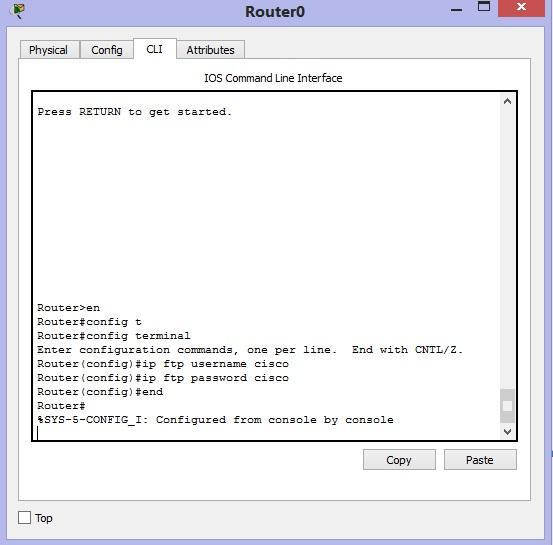 Router0
Physical Config CLI Attributes
IOS Command Line Interface
Press RETURN to get started.
Router>en
Router#config t
Router#config terminal
Enter configuration commands, one per line.  End with CNTL/Z.
Router(config)#ip ftp username cisco
Router(config)#ip ftp password cisco
Router(config)#end
Router#
%SYS-5-CONFIG_I: Configured from console by console
Copy Paste
Top